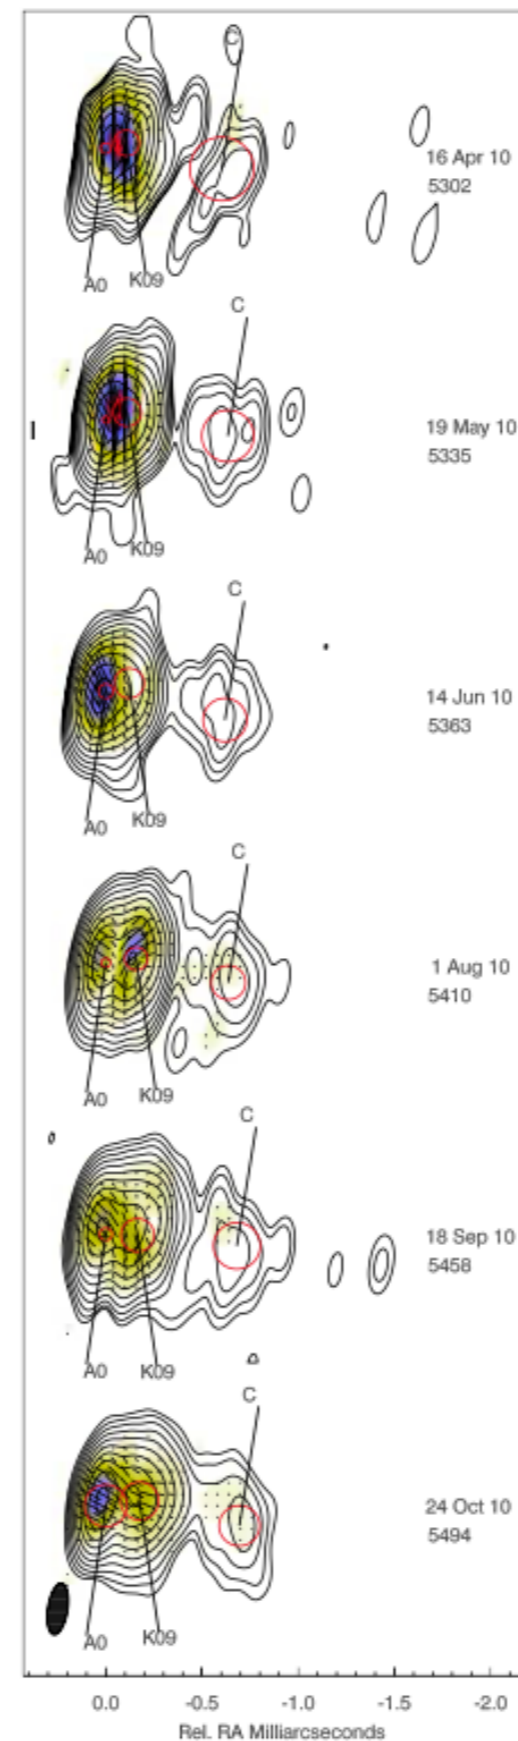 C
16 Apr 10
5302
A0 K09
C
19 May 10
5335
A0 K09
C
14 Jun 10
5363
A0 K09
C
1 Aug 10
5410
A0 K09
C
18 Sep 10
5458
A0 K09
C
24 Oct 10
5494
A0 K09
0.0 -0.5 -1.0 -1.5 -2.0
Rel. RA Milliarcseconds